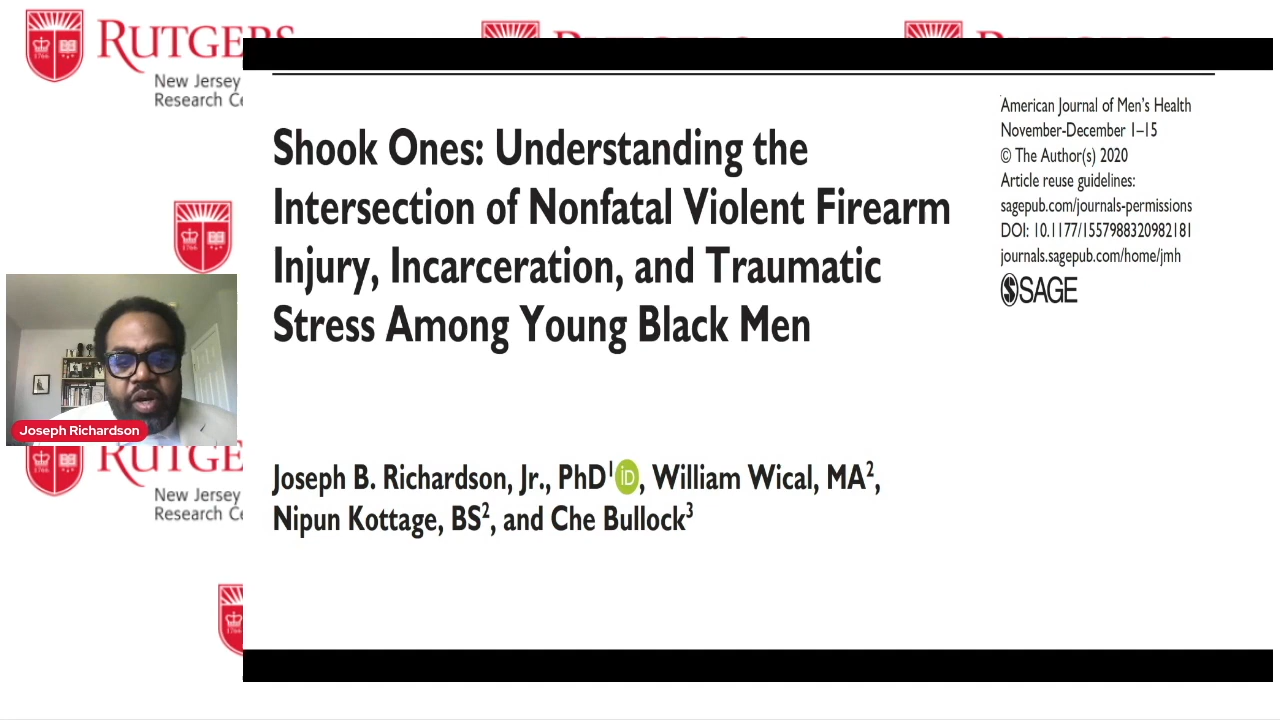 RUTGERS
New Jersey
Research Ce
1766
Shook Ones: Understanding the
Intersection of Nonfatal Violent Firearm
Injury, Incarceration, and Traumatic
Stress Among Young Black Men
American Journal of Men's Health
November-December 1–15
© The Author(s) 2020
Article reuse guidelines:
sagepub.com/journals-permissions
DOI: 10.1177/1557988320982181
journals.sagepub.com/home/jmh
SAGE
Joseph Richardson
Joseph B. Richardson, Jr., PhD1 iD, William Wical, MA2,
Nipun Kottage, BS2, and Che Bullock3
RUTGE
New Jersey
Research Ce